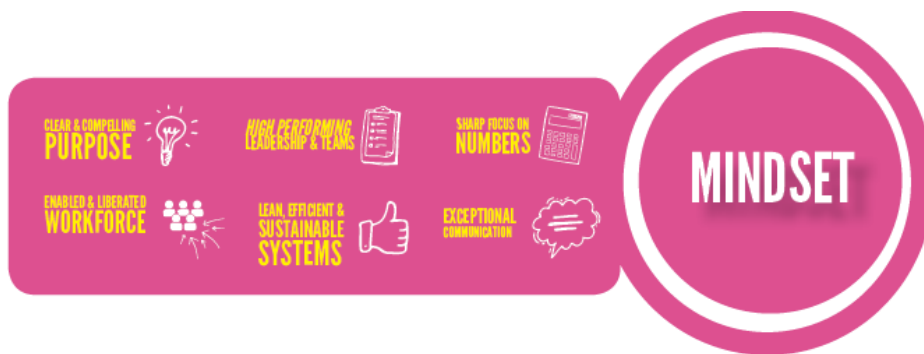 CLEAR & COMPELLING
PURPOSE
HIGH PERFORMING
LEADERSHIP & TEAMS
SHARP FOCUS ON
NUMBERS
ENABLED & LIBERATED
WORKFORCE
LEAN, EFFICIENT &
SUSTAINABLE
SYSTEMS
EXCEPTIONAL
COMMUNICATION
MINDSET